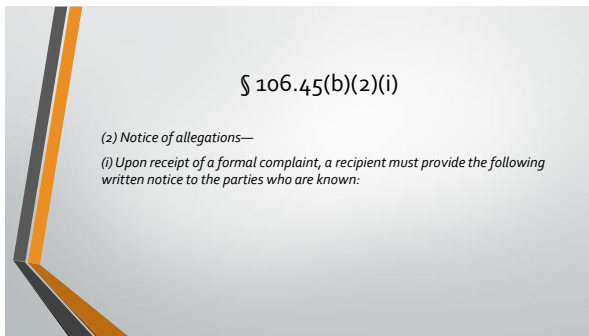 § 106.45(b)(2)(i)
(2) Notice of allegations—
(i) Upon receipt of a formal complaint, a recipient must provide the following
written notice to the parties who are known: